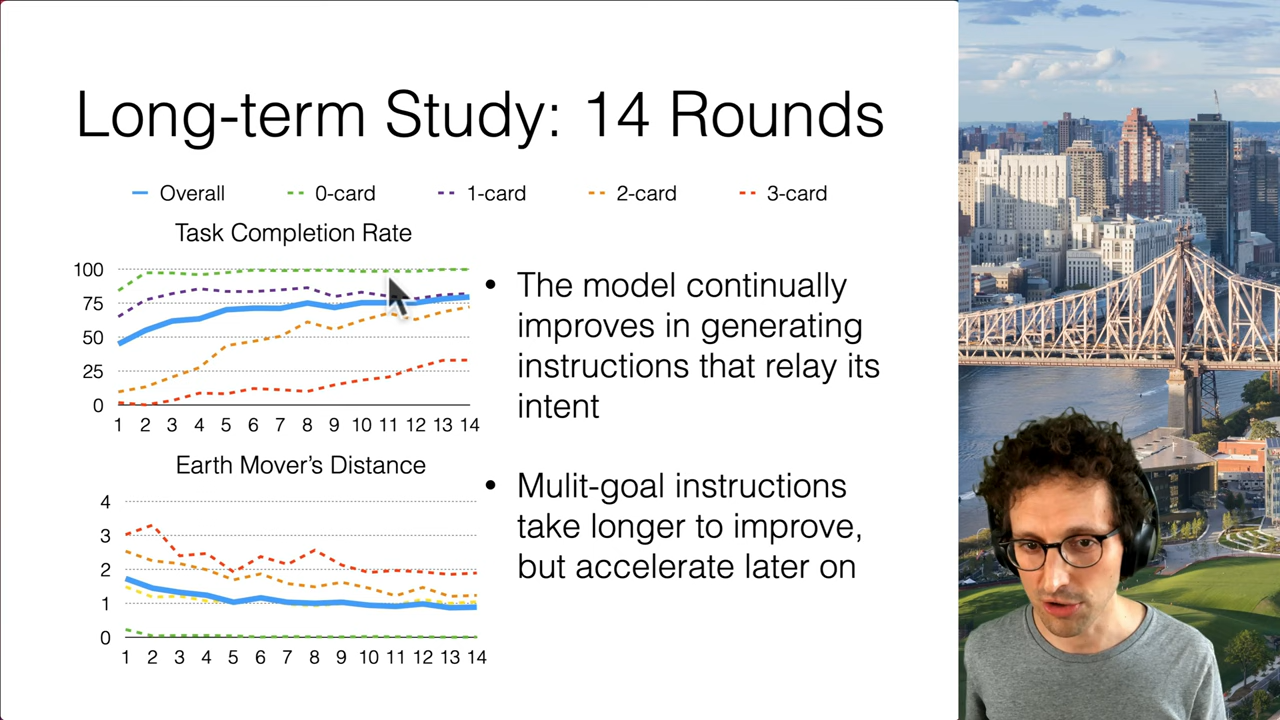 Long-term Study: 14 Rounds
Overall 0-card 1-card 2-card 3-card
Task Completion Rate
100
75
50
25
0
1 2 3 4 5 6 7 8 9 10 11 12 13 14
Earth Mover's Distance
4
3
2
1
0
1 2 3 4 5 6 7 8 9 10 11 12 13 14
• The model continually
improves in generating
instructions that relay its
intent
• Mulit-goal instructions
take longer to improve,
but accelerate later on